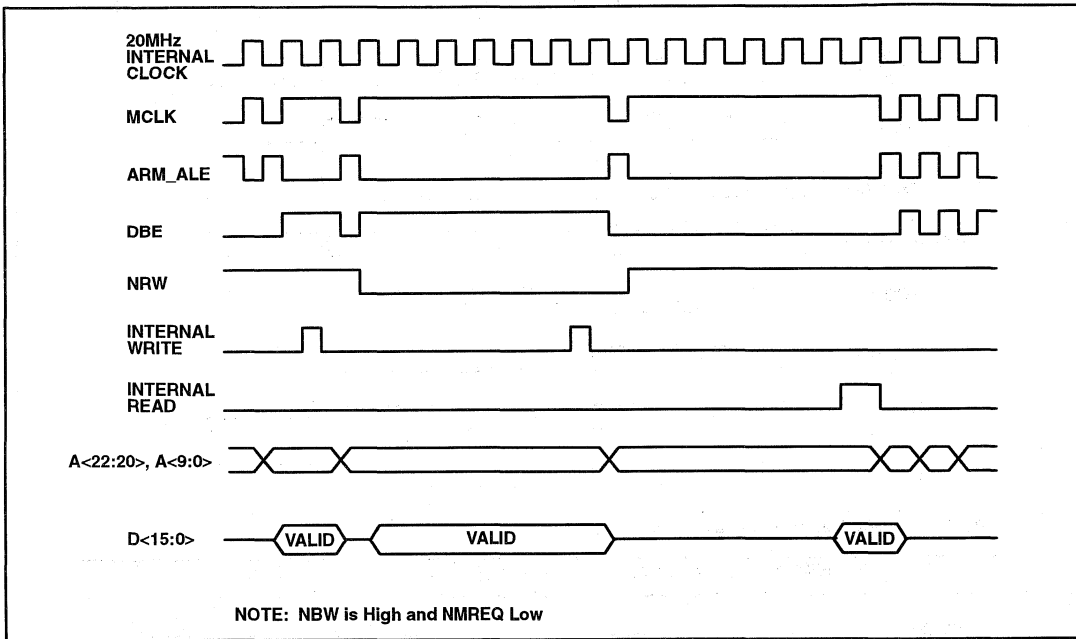 20MHz
INTERNAL
CLOCK
MCLK
ARM_ALE
DBE
NRW
INTERNAL
WRITE
INTERNAL
READ
A<22:20>, A<9:0>
D<15:0>
VALID
VALID
VALID
NOTE: NBW is High and NMREQ Low